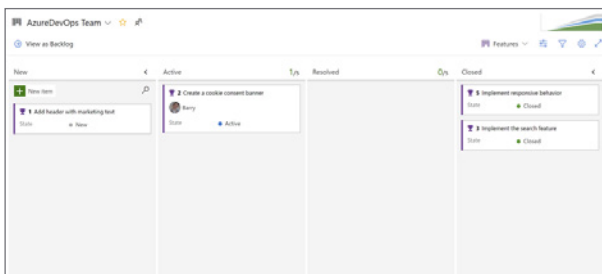 AzureDevOps Team
View as Backlog
Features
New
Active 1/5
Resolved 0/5
Closed
New item
1 Add header with marketing text
State New
2 Create a cookie consent banner
Barry
State Active
5 Implement responsive behavior
State Closed
3 Implement the search feature
State Closed